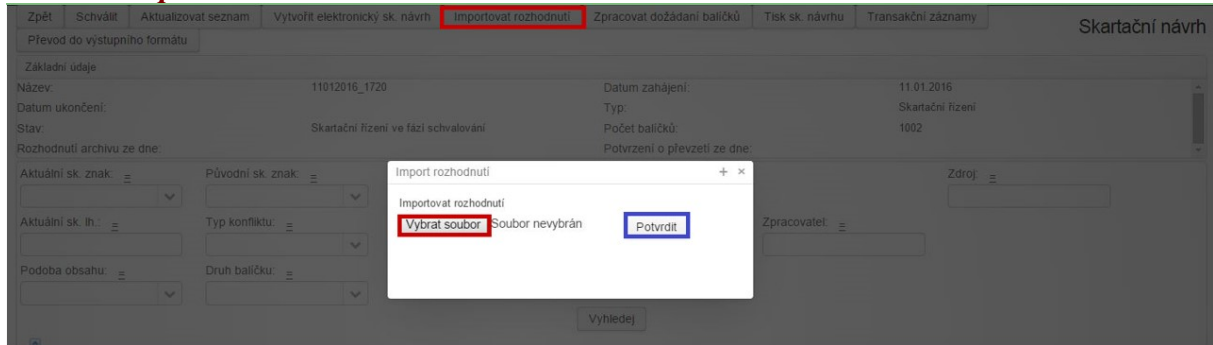 Zpět Schválit Aktualizovat seznam Vytvořit elektronický sk. návrh Importovat rozhodnutí Zpracovat dožádaní balíčků Tisk sk. návrhu Transakční záznamy
Skartační návrh
Převod do výstupního formátu
Základní údaje
Název: 11012016_1720 Datum zahájení: 11.01.2016
Datum ukončení: Typ: Skartační řízení
Stav: Skartační řízení ve fázi schvalování Počet balíčků: 1002
Rozhodnutí archivu ze dne: Potvrzení o převzetí ze dne:
Aktuální sk. znak: = Původní sk. znak: = Zdroj: =
Import rozhodnutí + ×
Importovat rozhodnutí
Vybrat soubor Soubor nevybrán Potvrdit
Aktuální sk. lh.: = Typ konfliktu: = Zpracovatel: =
Podoba obsahu: = Druh balíčku: =
Vyhledej